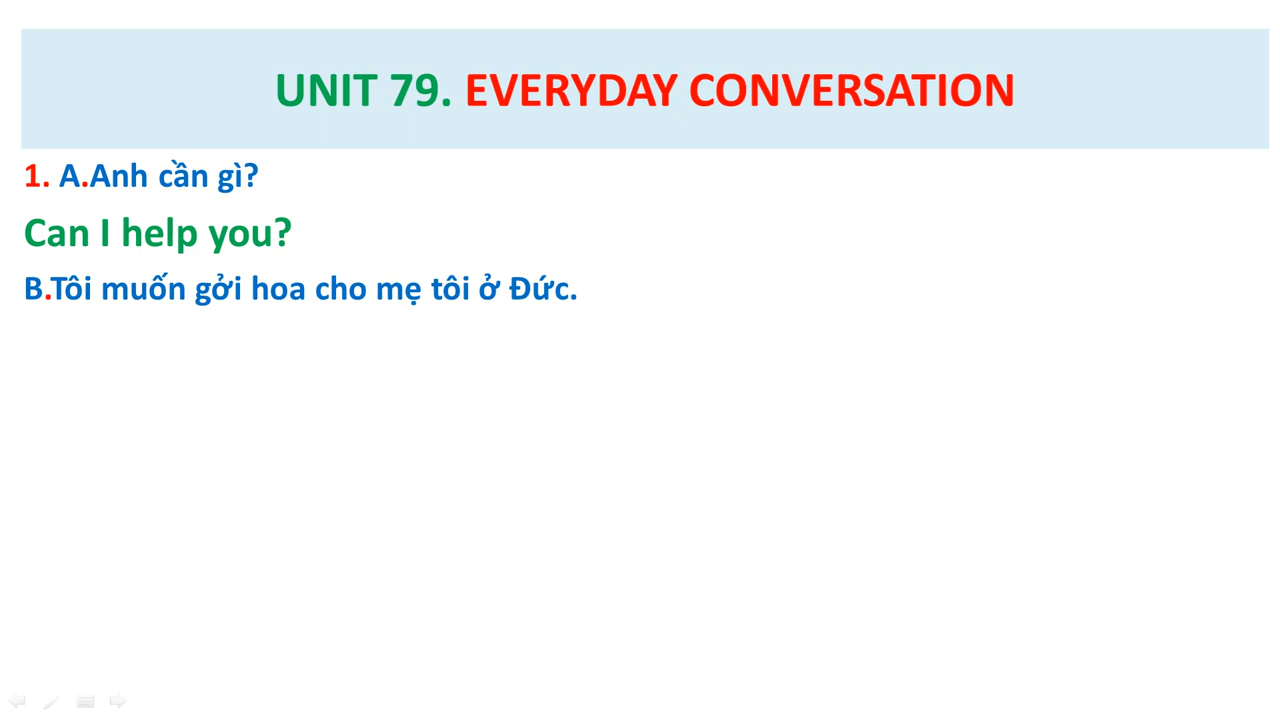 UNIT 79. EVERYDAY CONVERSATION
1. A.Anh cần gì?
Can I help you?
B.Tôi muốn gởi hoa cho mẹ tôi ở Đức.